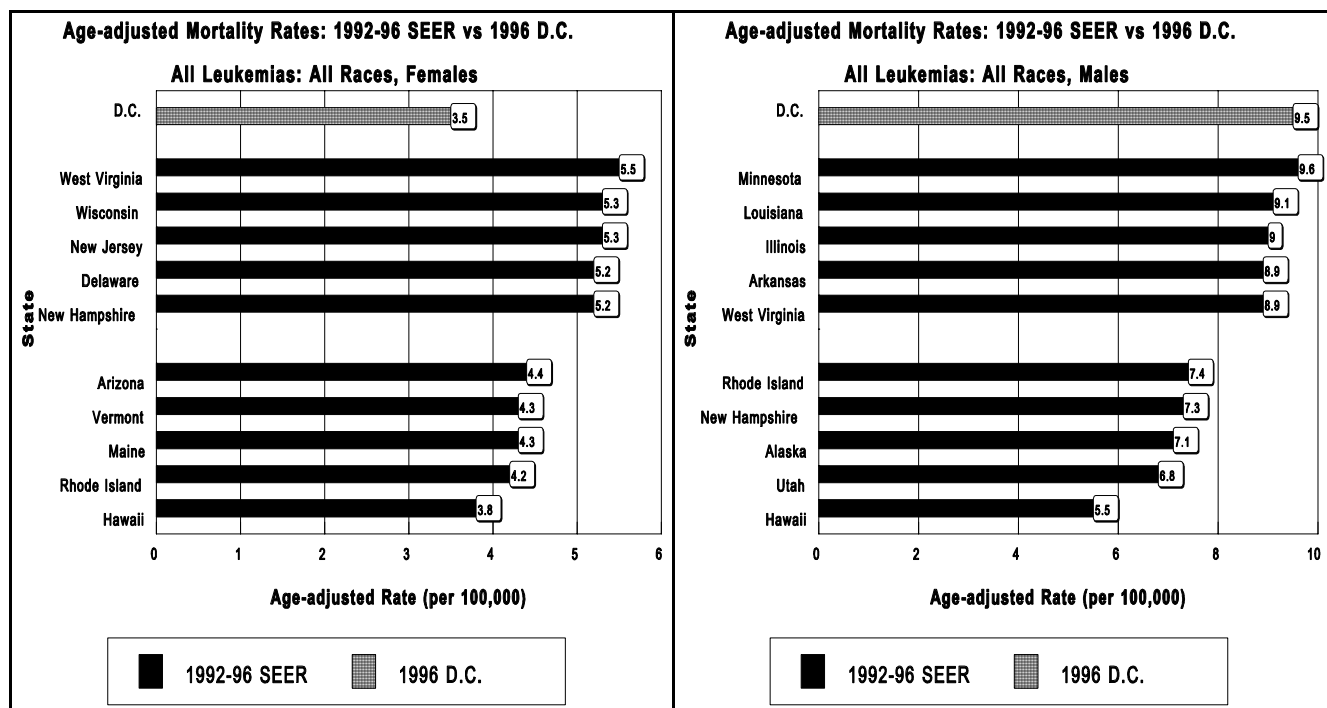 Age-adjusted Mortality Rates: 1992-96 SEER vs 1996 D.C.
All Leukemias: All Races, Females
State
D.C.
3.5
West Virginia
5.5
Wisconsin
5.3
New Jersey
5.3
Delaware
5.2
New Hampshire
5.2
Arizona
4.4
Vermont
4.3
Maine
4.3
Rhode Island
4.2
Hawaii
3.8
0 1 2 3 4 5 6
Age-adjusted Rate (per 100,000)
1992-96 SEER
1996 D.C.
Age-adjusted Mortality Rates: 1992-96 SEER vs 1996 D.C.
All Leukemias: All Races, Males
State
D.C.
9.5
Minnesota
9.6
Louisiana
9.1
Illinois
9
Arkansas
8.9
West Virginia
8.9
Rhode Island
7.4
New Hampshire
7.3
Alaska
7.1
Utah
6.8
Hawaii
5.5
0 2 4 6 8 10
Age-adjusted Rate (per 100,000)
1992-96 SEER
1996 D.C.